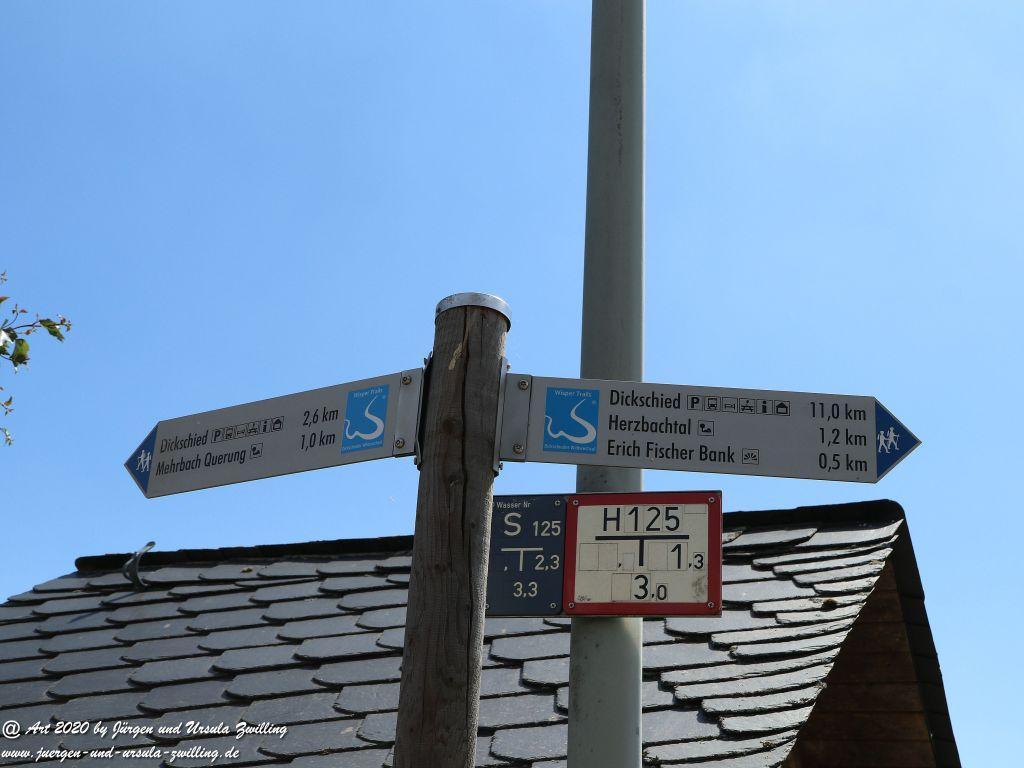 Wisper Trails
Dickschied 2,6 km
Mehrbach Querung 1,0 km
Wisper Trails
Dickschied 11,0 km
Herzbachtal 1,2 km
Erich Fischer Bank 0,5 km
Wasser Nr
S 125
,T 2,3
3,3
H125
,T 1,3
3,0
@ Art 2020 by Jürgen und Ursula Zwilling
www.juergen-und-ursula-zwilling.de